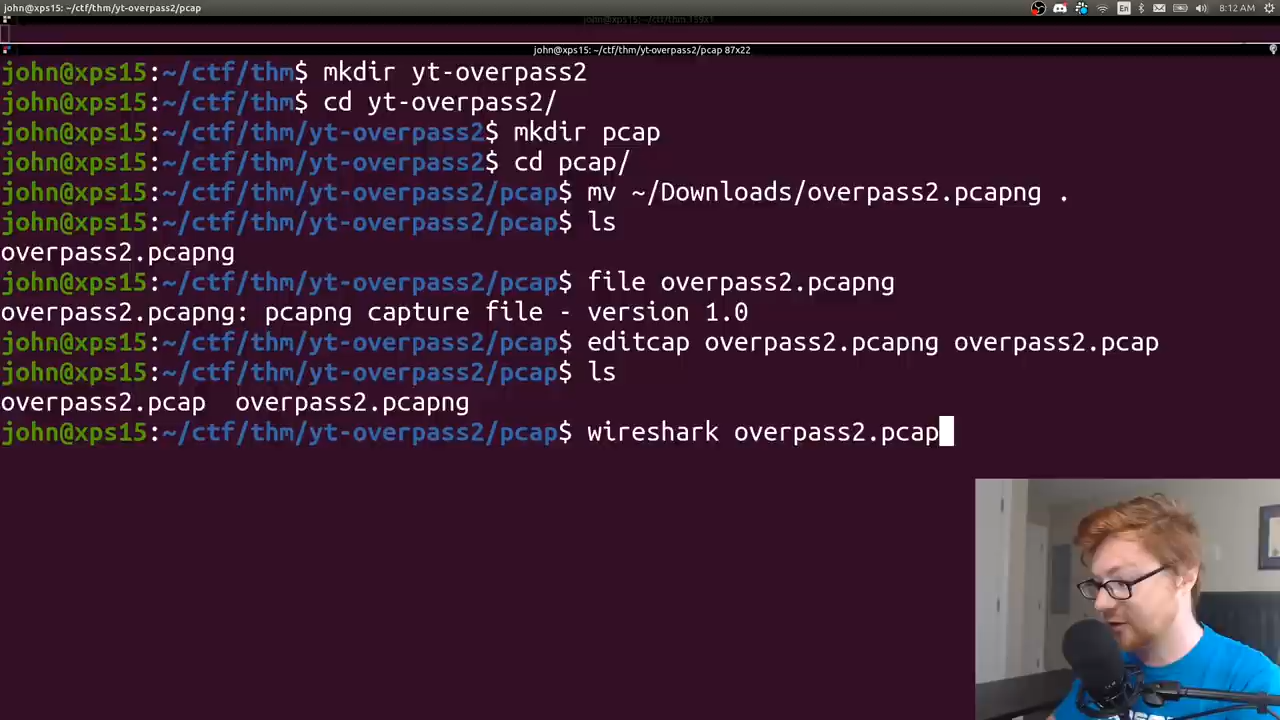 john@xps15: ~/ctf/thm/yt-overpass2/pcap
En
8:12 AM
john@xps15: ~/ctf/thm 159x1
john@xps15: ~/ctf/thm/yt-overpass2/pcap 87x22
john@xps15:~/ctf/thm$ mkdir yt-overpass2
john@xps15:~/ctf/thm$ cd yt-overpass2/
john@xps15:~/ctf/thm/yt-overpass2$ mkdir pcap
john@xps15:~/ctf/thm/yt-overpass2$ cd pcap/
john@xps15:~/ctf/thm/yt-overpass2/pcap$ mv ~/Downloads/overpass2.pcapng .
john@xps15:~/ctf/thm/yt-overpass2/pcap$ ls
overpass2.pcapng
john@xps15:~/ctf/thm/yt-overpass2/pcap$ file overpass2.pcapng
overpass2.pcapng: pcapng capture file - version 1.0
john@xps15:~/ctf/thm/yt-overpass2/pcap$ editcap overpass2.pcapng overpass2.pcap
john@xps15:~/ctf/thm/yt-overpass2/pcap$ ls
overpass2.pcap  overpass2.pcapng
john@xps15:~/ctf/thm/yt-overpass2/pcap$ wireshark overpass2.pcap